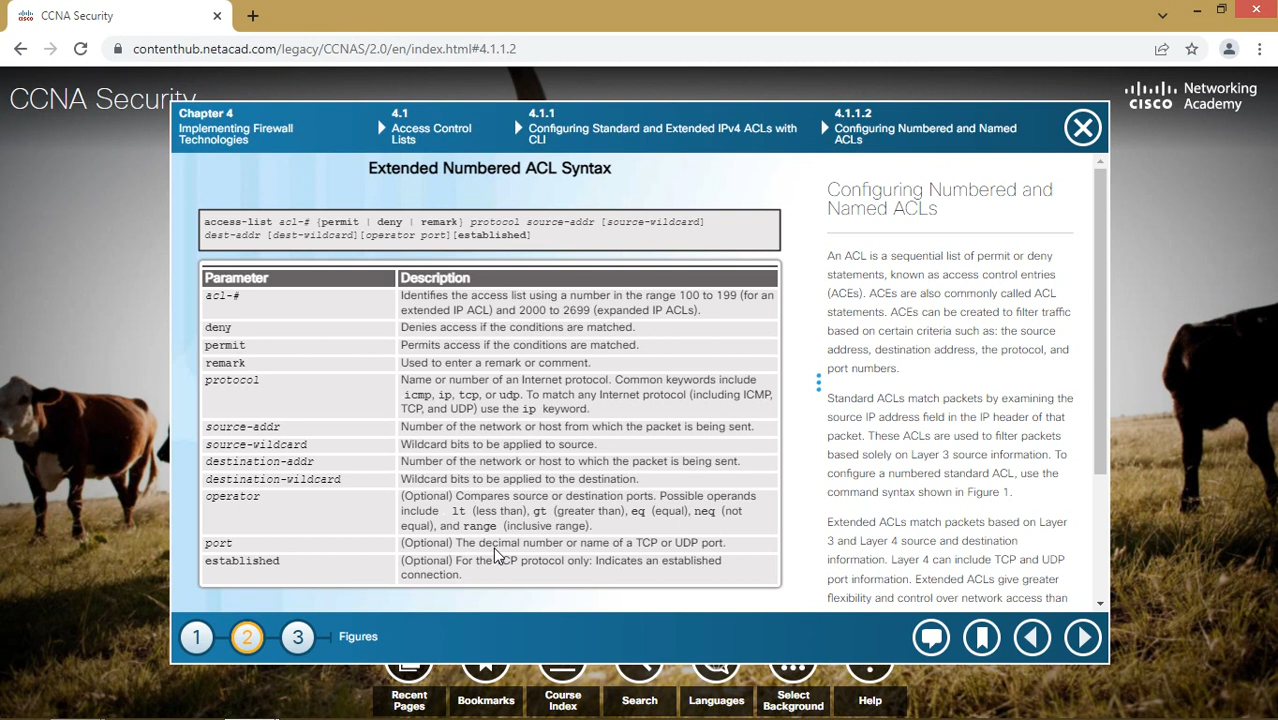 CCNA Security
contenthub.netacad.com/legacy/CCNAS/2.0/en/index.html#4.1.1.2
CCNA Security
Networking
CISCO Academy
Chapter 4
Implementing Firewall
Technologies
4.1
Access Control
Lists
4.1.1
Configuring Standard and Extended IPv4 ACLs with
CLI
4.1.1.2
Configuring Numbered and Named
ACLs
Extended Numbered ACL Syntax
access-list acl-# {permit | deny | remark} protocol source-addr [source-wildcard]
dest-addr [dest-wildcard][operator port][established]
Parameter Description
acl-# Identifies the access list using a number in the range 100 to 199 (for an
extended IP ACL) and 2000 to 2699 (expanded IP ACLs).
deny Denies access if the conditions are matched.
permit Permits access if the conditions are matched.
remark Used to enter a remark or comment.
protocol Name or number of an Internet protocol. Common keywords include
icmp, ip, tcp, or udp. To match any Internet protocol (including ICMP,
TCP, and UDP) use the ip keyword.
source-addr Number of the network or host from which the packet is being sent.
source-wildcard Wildcard bits to be applied to source.
destination-addr Number of the network or host to which the packet is being sent.
destination-wildcard Wildcard bits to be applied to the destination.
operator (Optional) Compares source or destination ports. Possible operands
include lt (less than), gt (greater than), eq (equal), neq (not
equal), and range (inclusive range).
port (Optional) The decimal number or name of a TCP or UDP port.
established (Optional) For the TCP protocol only: Indicates an established
connection.
Configuring Numbered and
Named ACLs
An ACL is a sequential list of permit or deny
statements, known as access control entries
(ACEs). ACEs are also commonly called ACL
statements. ACEs can be created to filter traffic
based on certain criteria such as: the source
address, destination address, the protocol, and
port numbers.
Standard ACLs match packets by examining the
source IP address field in the IP header of that
packet. These ACLs are used to filter packets
based solely on Layer 3 source information. To
configure a numbered standard ACL, use the
command syntax shown in Figure 1.
Extended ACLs match packets based on Layer
3 and Layer 4 source and destination
information. Layer 4 can include TCP and UDP
port information. Extended ACLs give greater
flexibility and control over network access than
1 2 3 Figures
Recent
Pages
Bookmarks
Course
Index
Search
Languages
Select
Background
Help